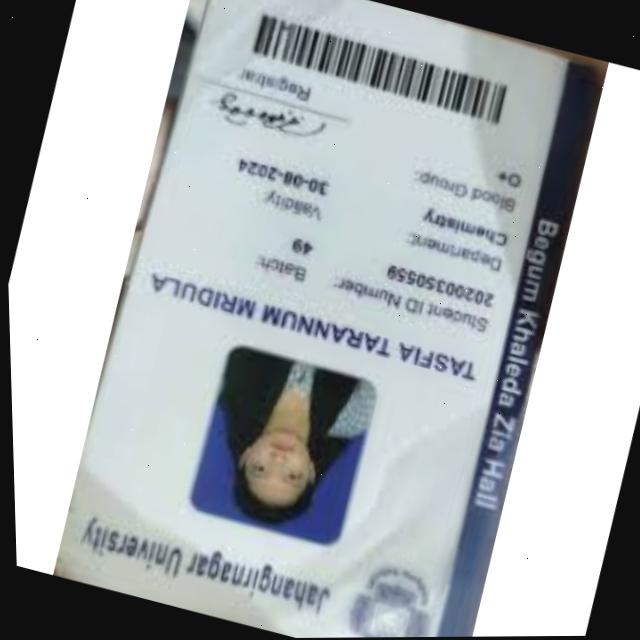 Jahangirnagar University
TASFIA TARANNUM MRIDULA
Student ID Number:
20200350559
Batch:
49
Department:
Chemistry
Validity
30-08-2024
Blood Group:
O+
Registrar
Begum Khaleda Zia Hall